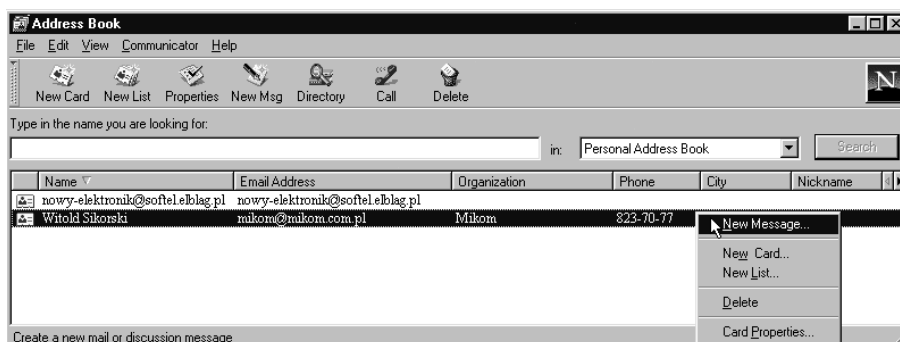 Address Book
File Edit View Communicator Help
New Card New List Properties New Msg Directory Call Delete
N
Type in the name you are looking for:
in: Personal Address Book Search
Name Email Address Organization Phone City Nickname
nowy-elektronik@softel.elblag.pl nowy-elektronik@softel.elblag.pl
Witold Sikorski mikom@mikom.com.pl Mikom 823-70-77
New Message...
New Card...
New List...
Delete
Card Properties...
Create a new mail or discussion message